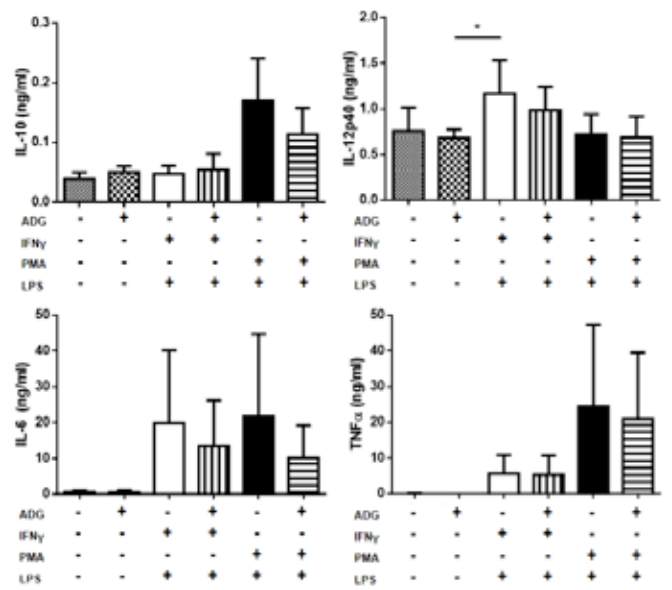 IL-10 (ng/ml)
0.3
0.2
0.1
0.0
ADG - + - + - +
IFNγ - - + + - -
PMA - - - - + +
LPS - - + + + +
IL-12p40 (ng/ml)
2.0
1.5
1.0
0.5
0.0
-
ADG - + - + - +
IFNγ - - + + - -
PMA - - - - + +
LPS - - + + + +
IL-6 (ng/ml)
50
40
30
20
10
0
ADG - + - + - +
IFNγ - - + + - -
PMA - - - - + +
LPS - - + + + +
TNFα (ng/ml)
50
40
30
20
10
0
ADG - + - + - +
IFNγ - - + + - -
PMA - - - - + +
LPS - - + + + +